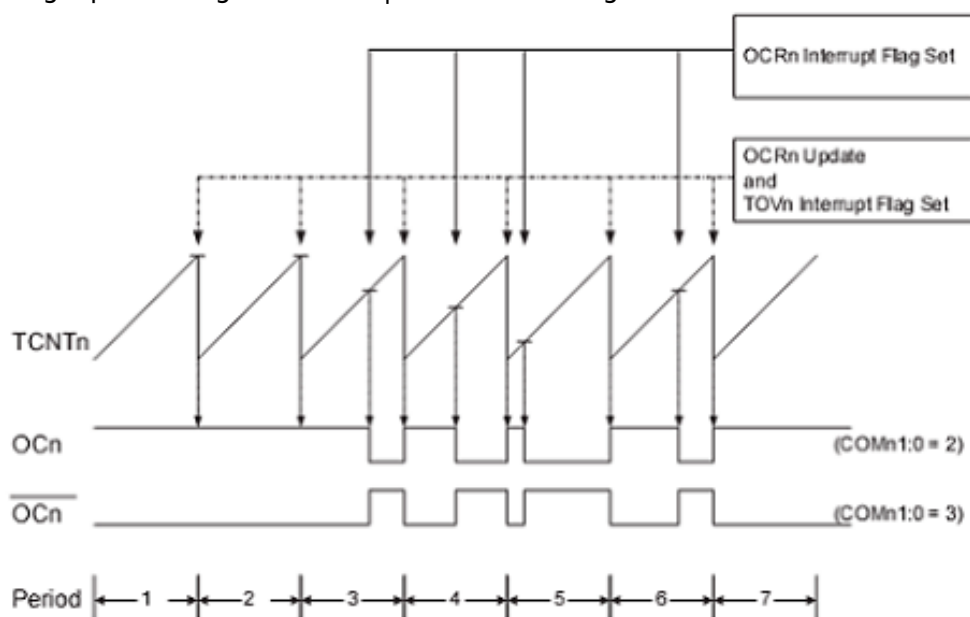 OCRn Interrupt Flag Set
OCRn Update
and
TOVn Interrupt Flag Set
TCNTn
OCn
(COMn1:0 = 2)
OCn
(COMn1:0 = 3)
Period
1
2
3
4
5
6
7